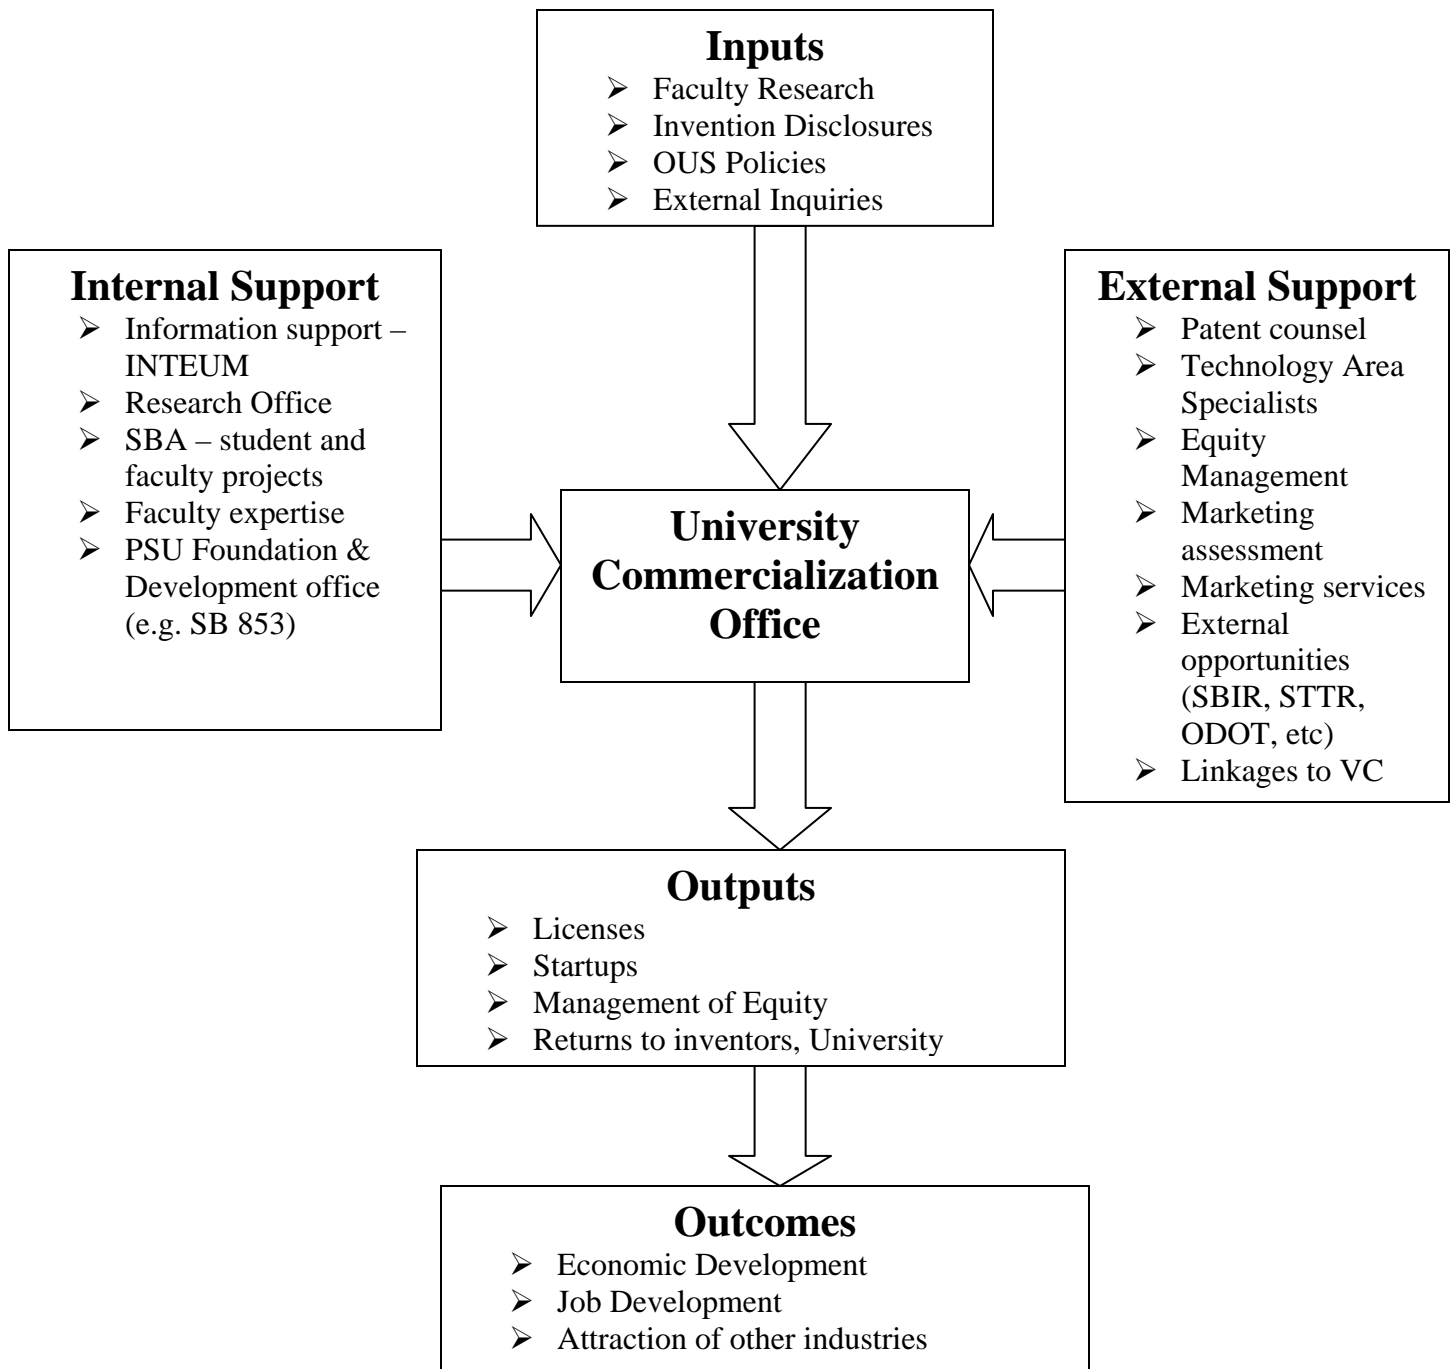 Inputs
➢ Faculty Research
➢ Invention Disclosures
➢ OUS Policies
➢ External Inquiries
Internal Support
➢ Information support –
INTEUM
➢ Research Office
➢ SBA – student and
faculty projects
➢ Faculty expertise
➢ PSU Foundation &
Development office
(e.g. SB 853)
University
Commercialization
Office
External Support
➢ Patent counsel
➢ Technology Area
Specialists
➢ Equity
Management
➢ Marketing
assessment
➢ Marketing services
➢ External
opportunities
(SBIR, STTR,
ODOT, etc)
➢ Linkages to VC
Outputs
➢ Licenses
➢ Startups
➢ Management of Equity
➢ Returns to inventors, University
Outcomes
➢ Economic Development
➢ Job Development
➢ Attraction of other industries